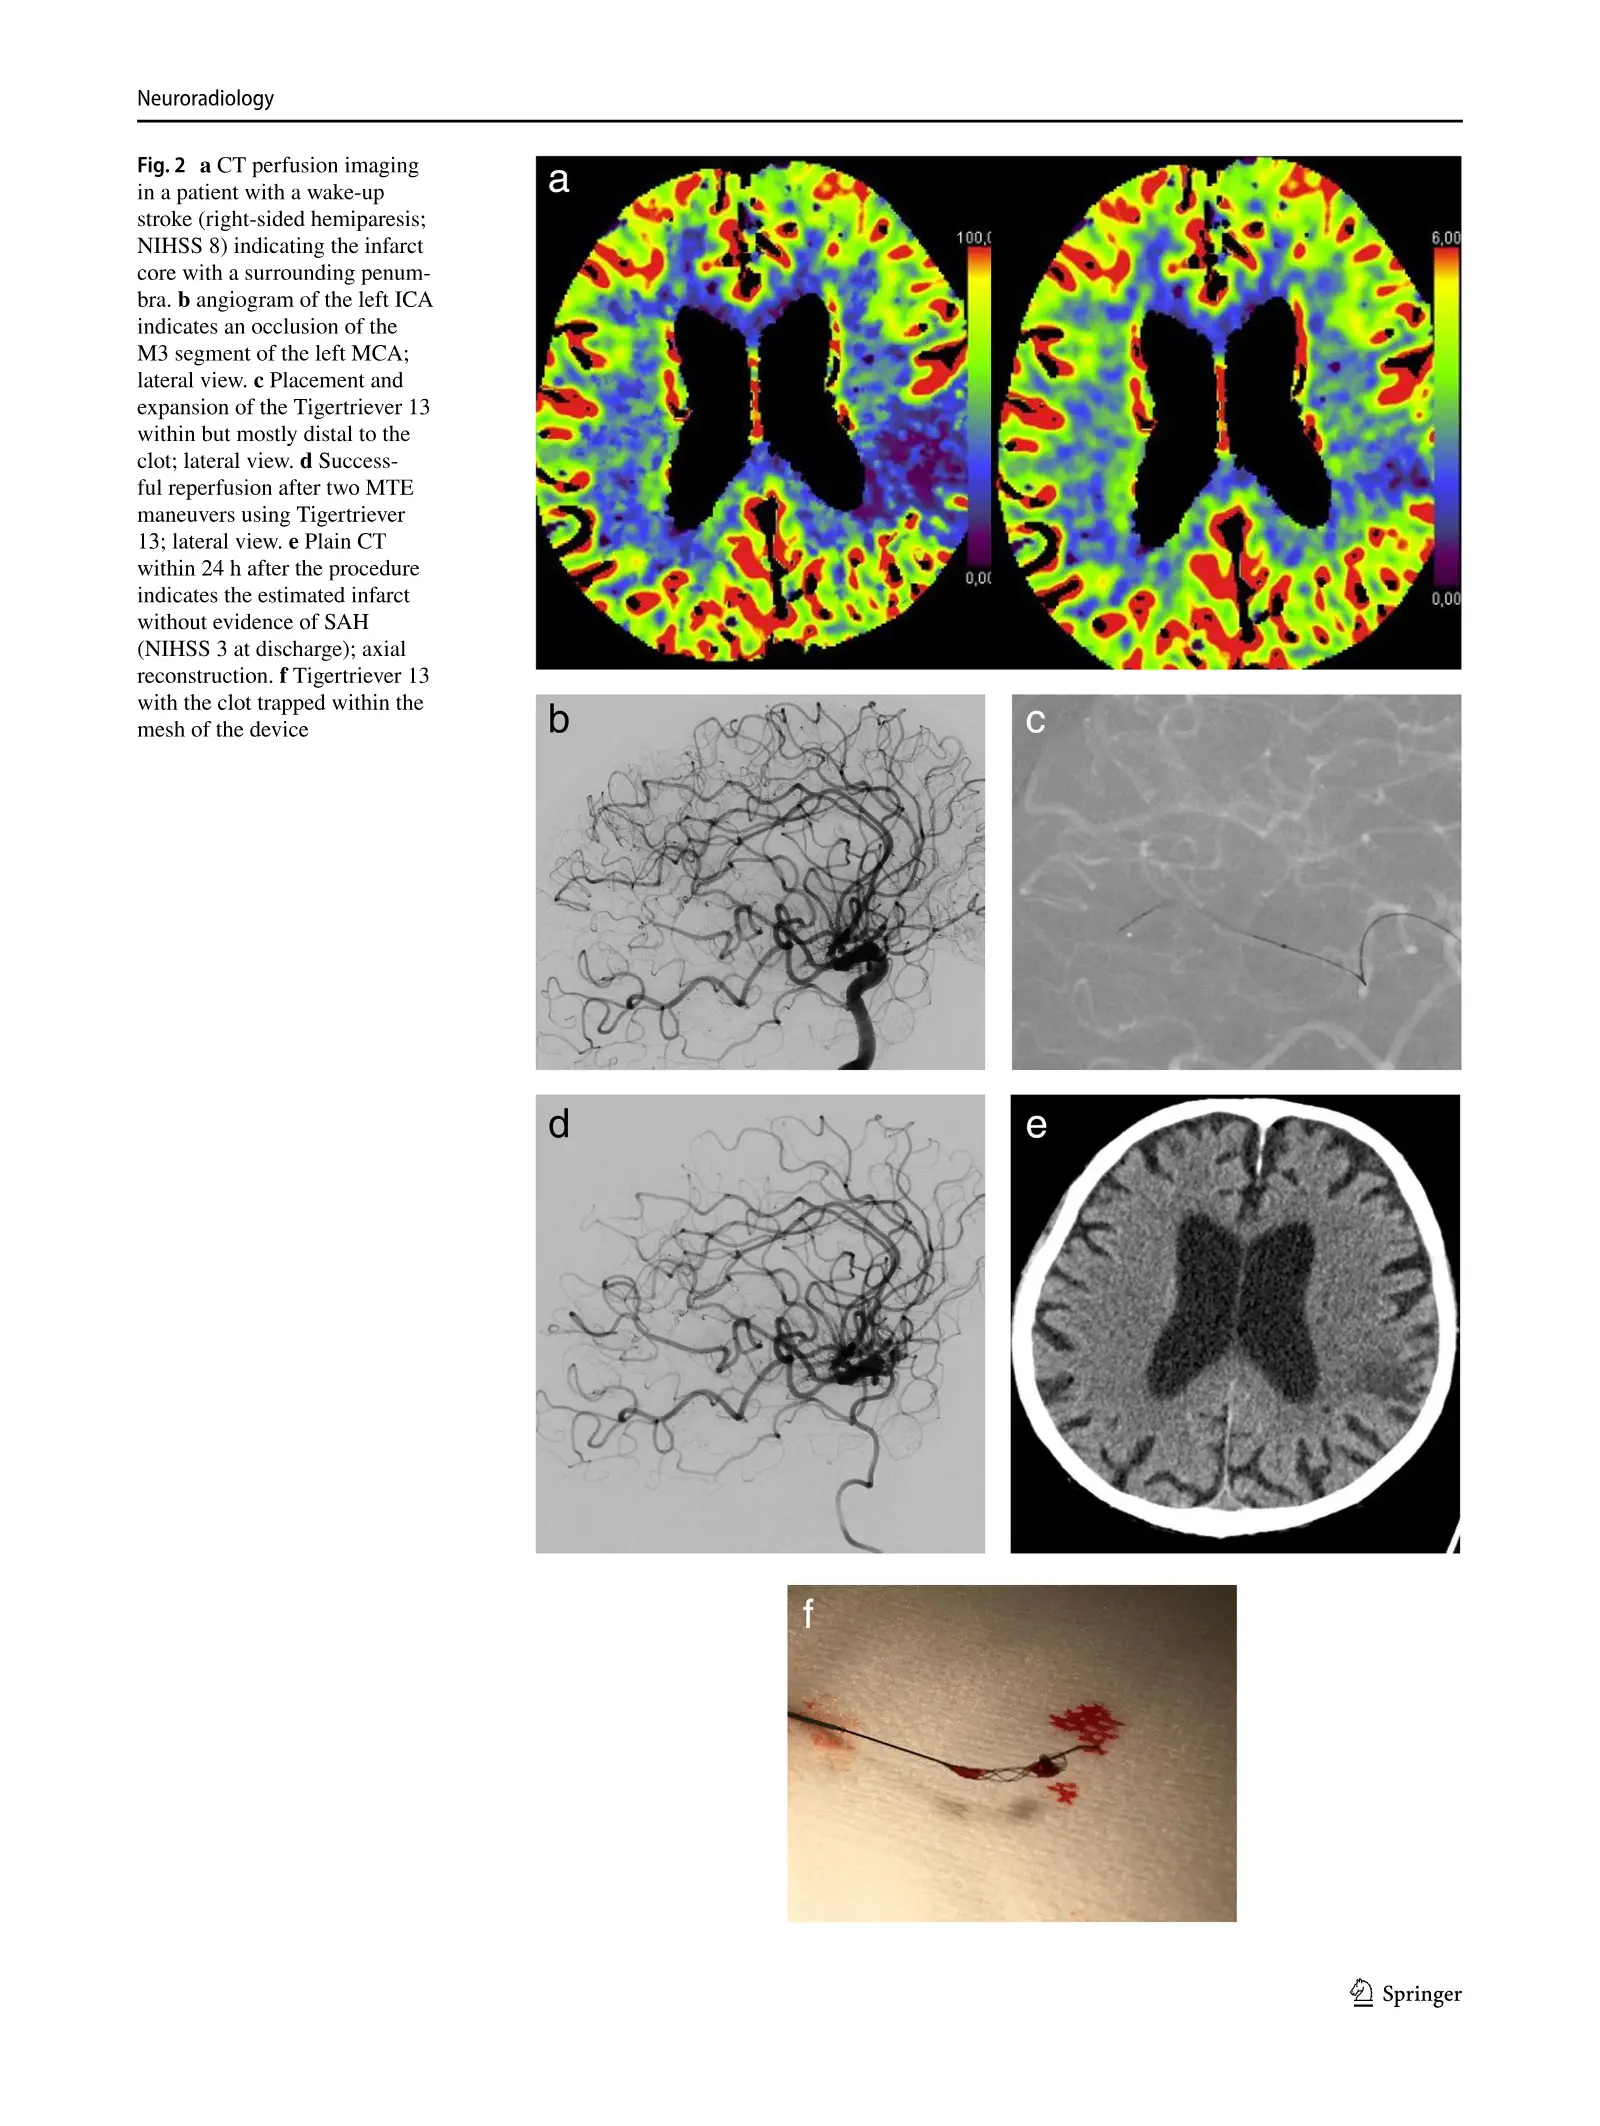 Neuroradiology
Fig. 2 a CT perfusion imaging
in a patient with a wake-up
stroke (right-sided hemiparesis;
NIHSS 8) indicating the infarct
core with a surrounding penum-
bra. b angiogram of the left ICA
indicates an occlusion of the
M3 segment of the left MCA;
lateral view. c Placement and
expansion of the Tigertriever 13
within but mostly distal to the
clot; lateral view. d Success-
ful reperfusion after two MTE
maneuvers using Tigertriever
13; lateral view. e Plain CT
within 24 h after the procedure
indicates the estimated infarct
without evidence of SAH
(NIHSS 3 at discharge); axial
reconstruction. f Tigertriever 13
with the clot trapped within the
mesh of the device
a
100,0
6,00
0,00
0,00
b
c
d
e
f
Springer